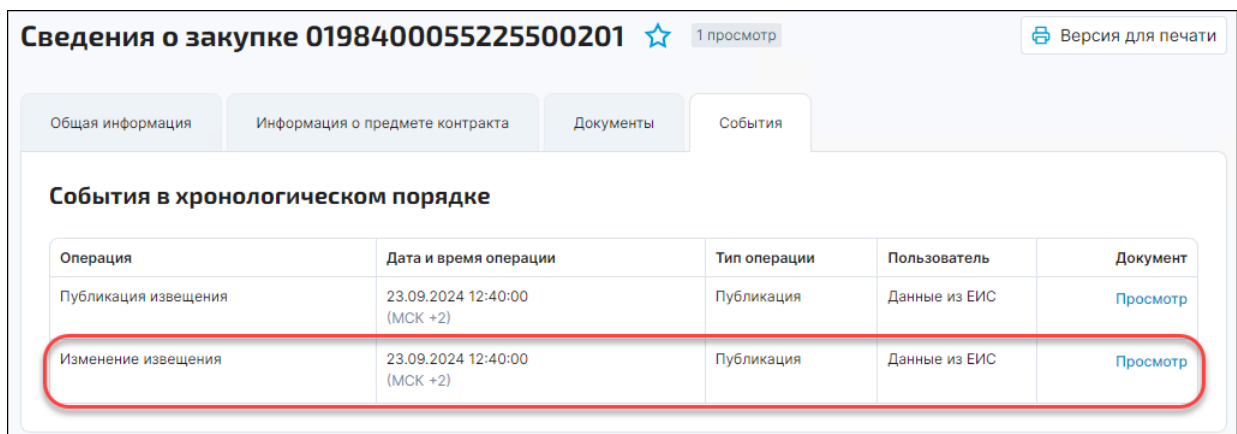 Сведения о закупке 0198400055225500201 1 просмотр Версия для печати
Общая информация Информация о предмете контракта Документы События
События в хронологическом порядке
Операция Дата и время операции Тип операции Пользователь Документ
Публикация извещения 23.09.2024 12:40:00 Публикация Данные из ЕИС Просмотр
(МСК +2)
Изменение извещения 23.09.2024 12:40:00 Публикация Данные из ЕИС Просмотр
(МСК +2)